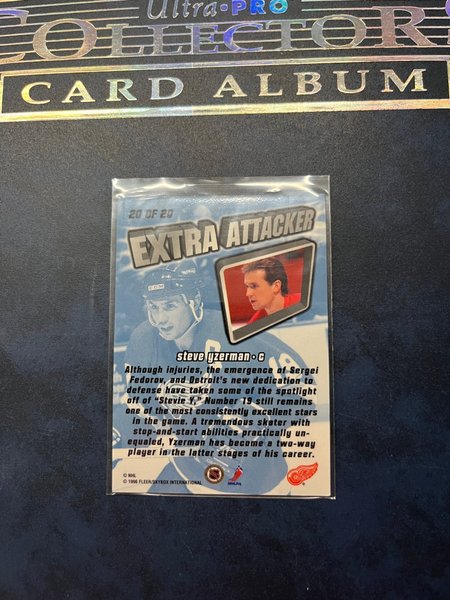 Ultra·PRO
COLLECTORS
CARD ALBUM
20 OF 20
EXTRA ATTACKER
steve yzerman · c
Although injuries, the emergence of Sergei
Fedorov, and Detroit's new dedication to
defense have taken some of the spotlight
off of "Stevie Y," Number 19 still remains
one of the most consistently excellent stars
in the game. A tremendous skater with
stop-and-start abilities practically un-
equaled, Yzerman has become a two-way
player in the latter stages of his career.
© NHL
© 1996 FLEER/SKYBOX INTERNATIONAL
NHL
NHLPA